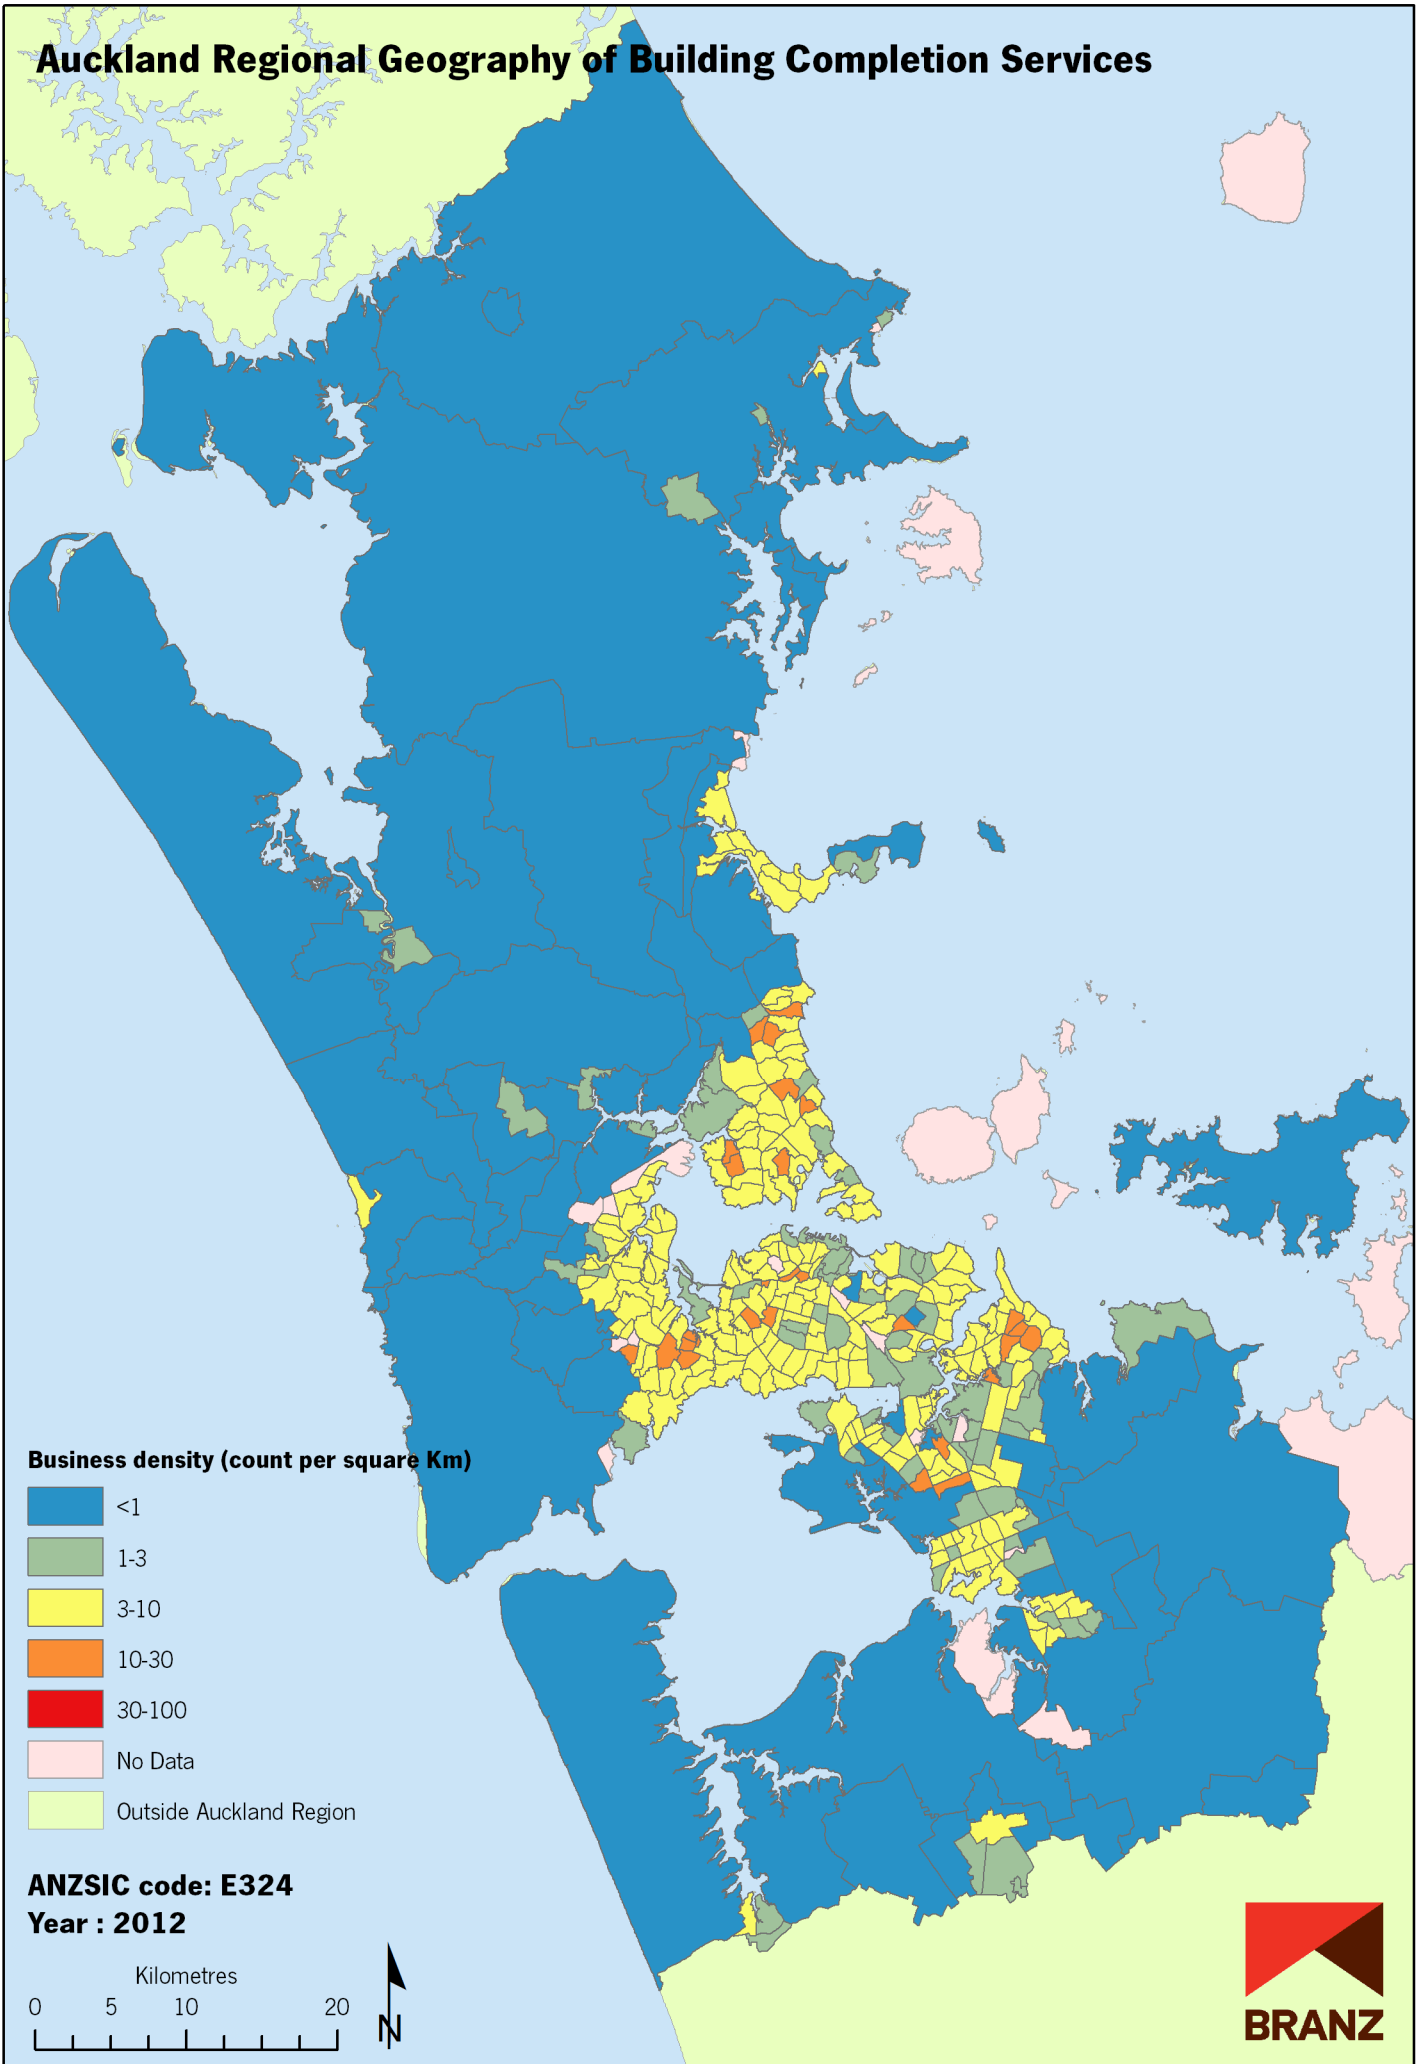 Auckland Regional Geography of Building Completion Services
Business density (count per square Km)
<1
1-3
3-10
10-30
30-100
No Data
Outside Auckland Region
ANZSIC code: E324
Year : 2012
Kilometres
0 5 10 20
N
BRANZ